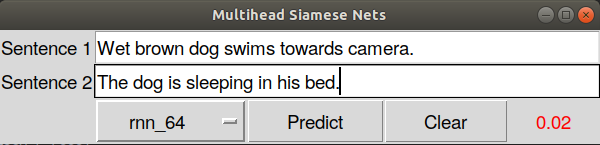 Multihead Siamese Nets
Sentence 1 Wet brown dog swims towards camera.
Sentence 2 The dog is sleeping in his bed.
rnn_64 Predict Clear 0.02